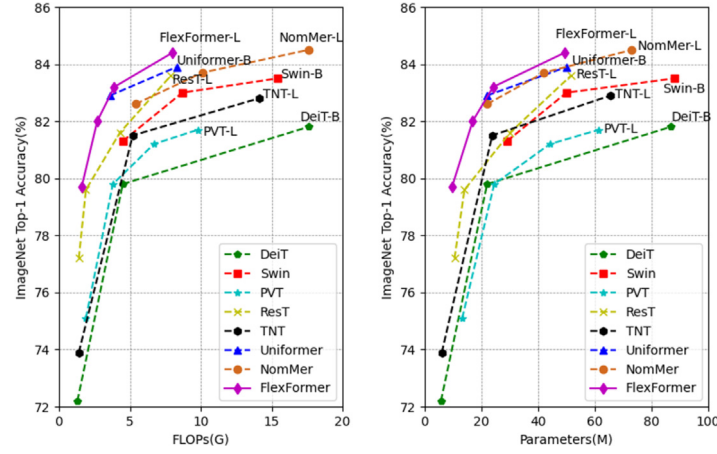 86
84
82
80
78
76
74
72
ImageNet Top-1 Accuracy(%)
0
5
10
15
20
FLOPs(G)
FlexFormer-L
NomMer-L
Uniformer-B
ResT-L
Swin-B
TNT-L
DeiT-B
PVT-L
DeiT
Swin
PVT
ResT
TNT
Uniformer
NomMer
FlexFormer
86
84
82
80
78
76
74
72
ImageNet Top-1 Accuracy(%)
0
20
40
60
80
100
Parameters(M)
FlexFormer-L
NomMer-L
Uniformer-B
ResT-L
Swin-B
TNT-L
DeiT-B
PVT-L
DeiT
Swin
PVT
ResT
TNT
Uniformer
NomMer
FlexFormer